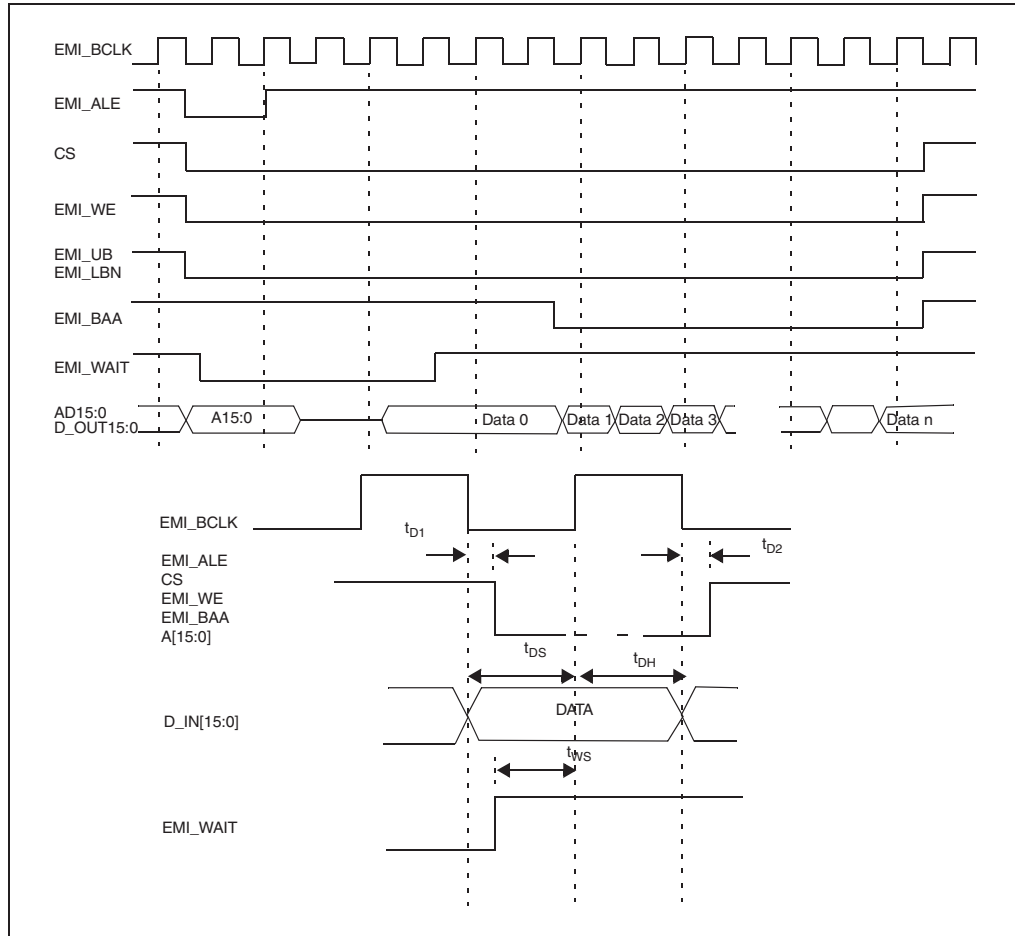 EMI_BCLK
EMI_ALE
CS
EMI_WE
EMI_UB
EMI_LBN
EMI_BAA
EMI_WAIT
AD15:0
D_OUT15:0
A15:0 Data 0 Data 1 Data 2 Data 3 Data n
EMI_BCLK
tD1
tD2
EMI_ALE
CS
EMI_WE
EMI_BAA
A[15:0]
tDS tDH
D_IN[15:0]
DATA
tWS
EMI_WAIT